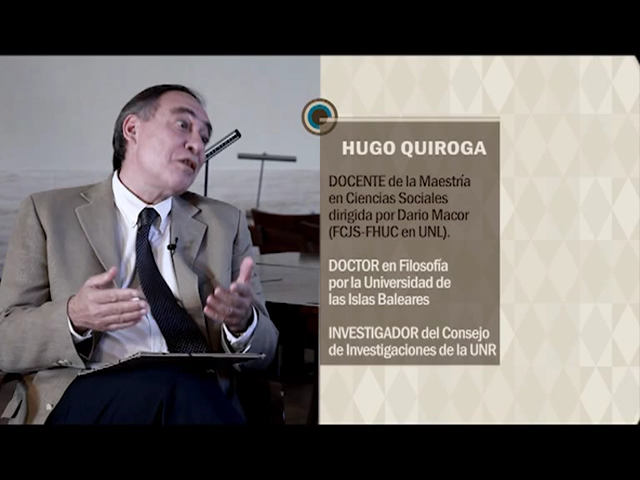 HUGO QUIROGA
DOCENTE de la Maestría
en Ciencias Sociales
dirigida por Dario Macor
(FCJS-FHUC en UNL).
DOCTOR en Filosofía
por la Universidad de
las Islas Baleares
INVESTIGADOR del Consejo
de Investigaciones de la UNR